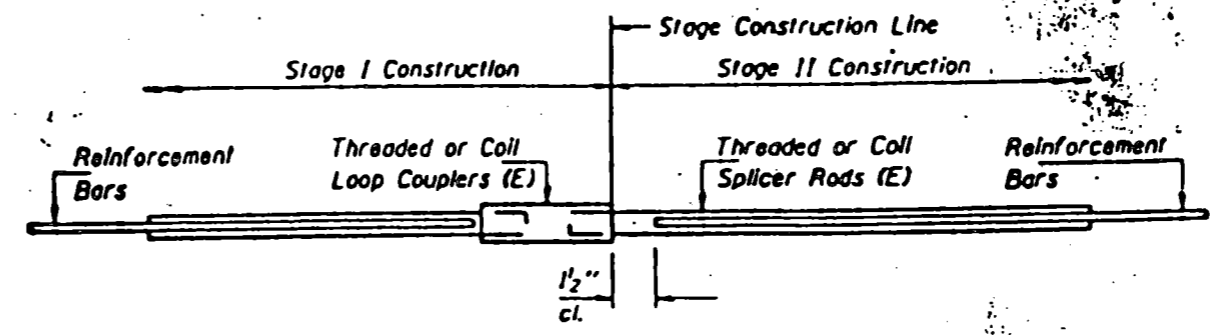 Stage Construction Line
Stage I Construction
Stage II Construction
Reinforcement
Bars
Threaded or Coil
Loop Couplers (E)
Threaded or Coil
Splicer Rods (E)
Reinforcement
Bars
1½"
cl.